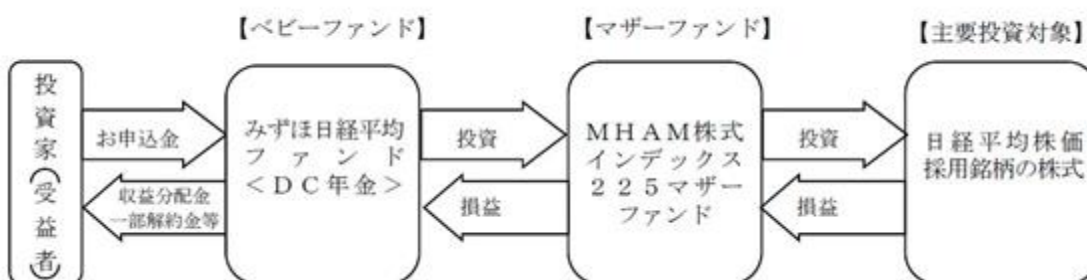 【ベビーファンド】
【マザーファンド】
【主要投資対象】
投資家(受益者)
お申込金
収益分配金
一部解約金等
みずほ日経平均
ファンド
<DC年金>
投資
損益
MHAM株式
インデックス
225マザー
ファンド
投資
損益
日経平均株価
採用銘柄の株式